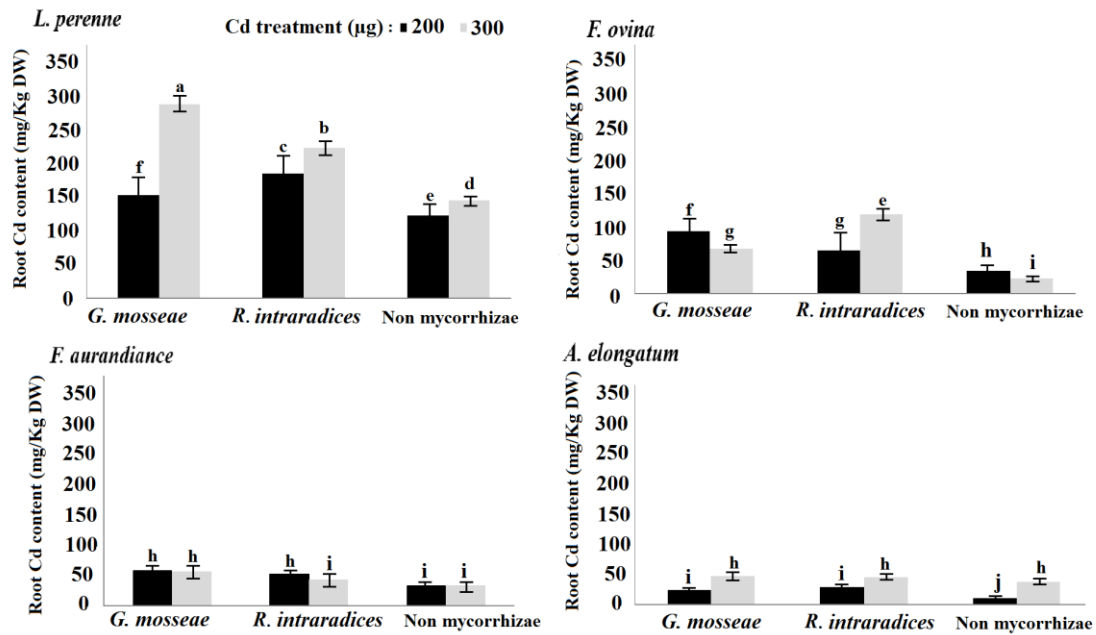 L. perenne
Cd treatment (µg) : 200 300
Root Cd content (mg/Kg DW)
350
300
250
200
150
100
50
0
f
a
c
b
e
d
G. mosseae
R. intraradices
Non mycorrhizae
F. ovina
Root Cd content (mg/Kg DW)
350
300
250
200
150
100
50
0
f
g
g
e
h
i
G. mosseae
R. intraradices
Non mycorrhizae
F. aurandiance
Root Cd content (mg/Kg DW)
350
300
250
200
150
100
50
0
h
h
h
i
i
i
G. mosseae
R. intraradices
Non mycorrhizae
A. elongatum
Root Cd content (mg/Kg DW)
350
300
250
200
150
100
50
0
i
h
i
h
j
h
G. mosseae
R. intraradices
Non mycorrhizae